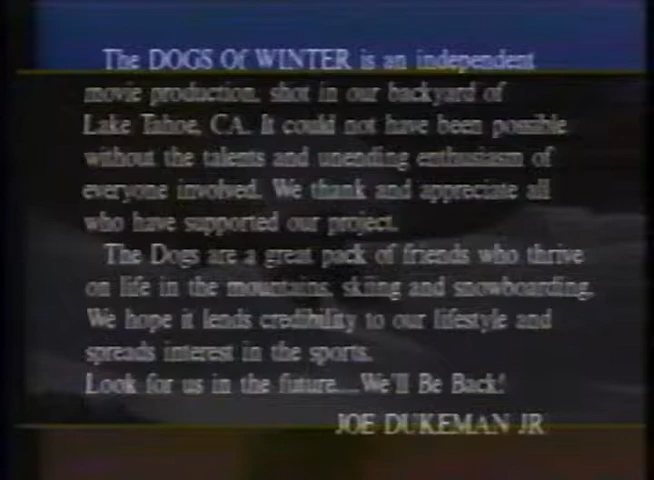 The DOGS Of WINTER is an independent
movie production, shot in our backyard of
Lake Tahoe, CA. It could not have been possible
without the talents and unending enthusiasm of
everyone involved. We thank and appreciate all
who have supported our project.
The Dogs are a great pack of friends who thrive
on life in the mountains, skiing and snowboarding.
We hope it lends credibility to our lifestyle and
spreads interest in the sports.
Look for us in the future....We'll Be Back!
JOE DUKEMAN JR